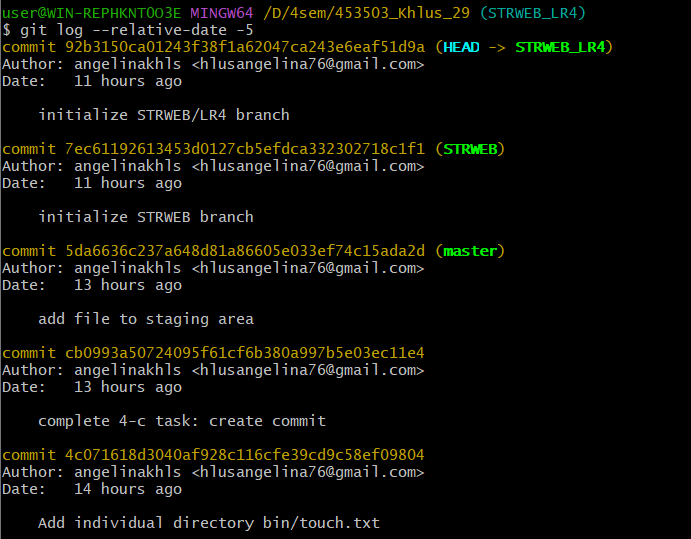 user@WIN-REPHKNTOO3E MINGW64 /D/4sem/453503_Khlus_29 (STRWEB_LR4)
$ git log --relative-date -5
commit 92b3150ca01243f38f1a62047ca243e6eaf51d9a (HEAD -> STRWEB_LR4)
Author: angelinakhls <hlusangelina76@gmail.com>
Date:   11 hours ago
    initialize STRWEB/LR4 branch
commit 7ec61192613453d0127cb5efdca332302718c1f1 (STRWEB)
Author: angelinakhls <hlusangelina76@gmail.com>
Date:   11 hours ago
    initialize STRWEB branch
commit 5da6636c237a648d81a86605e033ef74c15ada2d (master)
Author: angelinakhls <hlusangelina76@gmail.com>
Date:   13 hours ago
    add file to staging area
commit cb0993a50724095f61cf6b380a997b5e03ec11e4
Author: angelinakhls <hlusangelina76@gmail.com>
Date:   13 hours ago
    complete 4-c task: create commit
commit 4c071618d3040af928c116cfe39cd9c58ef09804
Author: angelinakhls <hlusangelina76@gmail.com>
Date:   14 hours ago
    Add individual directory bin/touch.txt